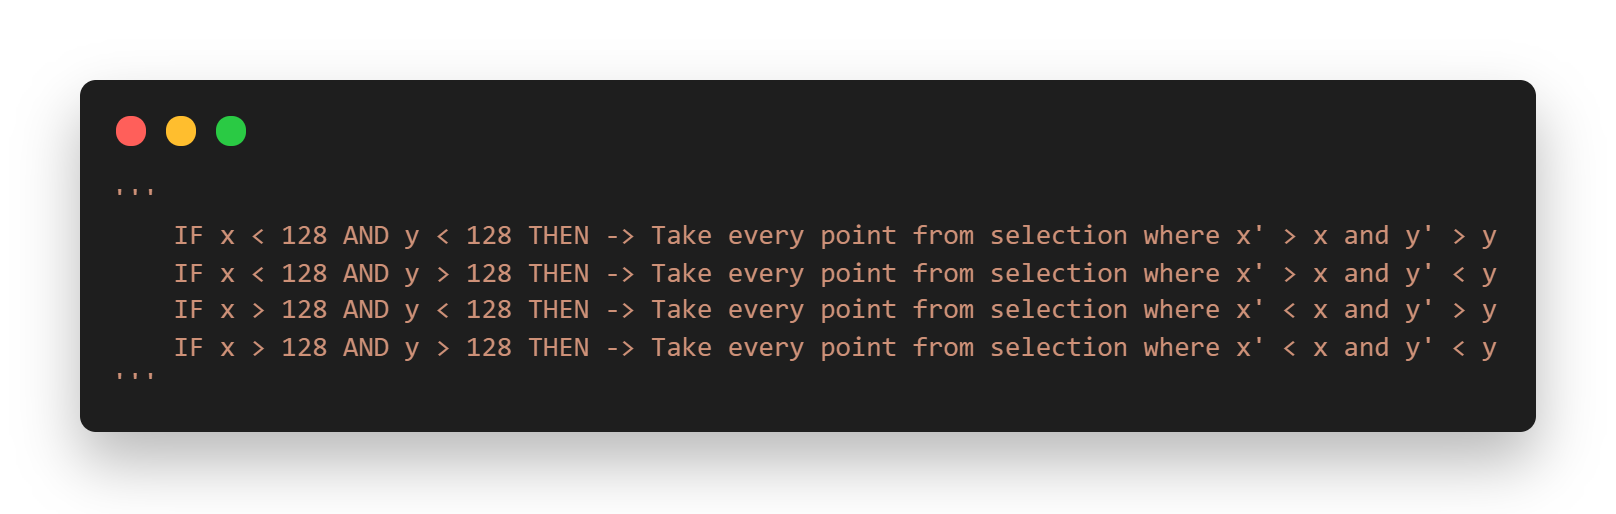 '''
IF x < 128 AND y < 128 THEN -> Take every point from selection where x' > x and y' > y
IF x < 128 AND y > 128 THEN -> Take every point from selection where x' > x and y' < y
IF x > 128 AND y < 128 THEN -> Take every point from selection where x' < x and y' > y
IF x > 128 AND y > 128 THEN -> Take every point from selection where x' < x and y' < y
'''